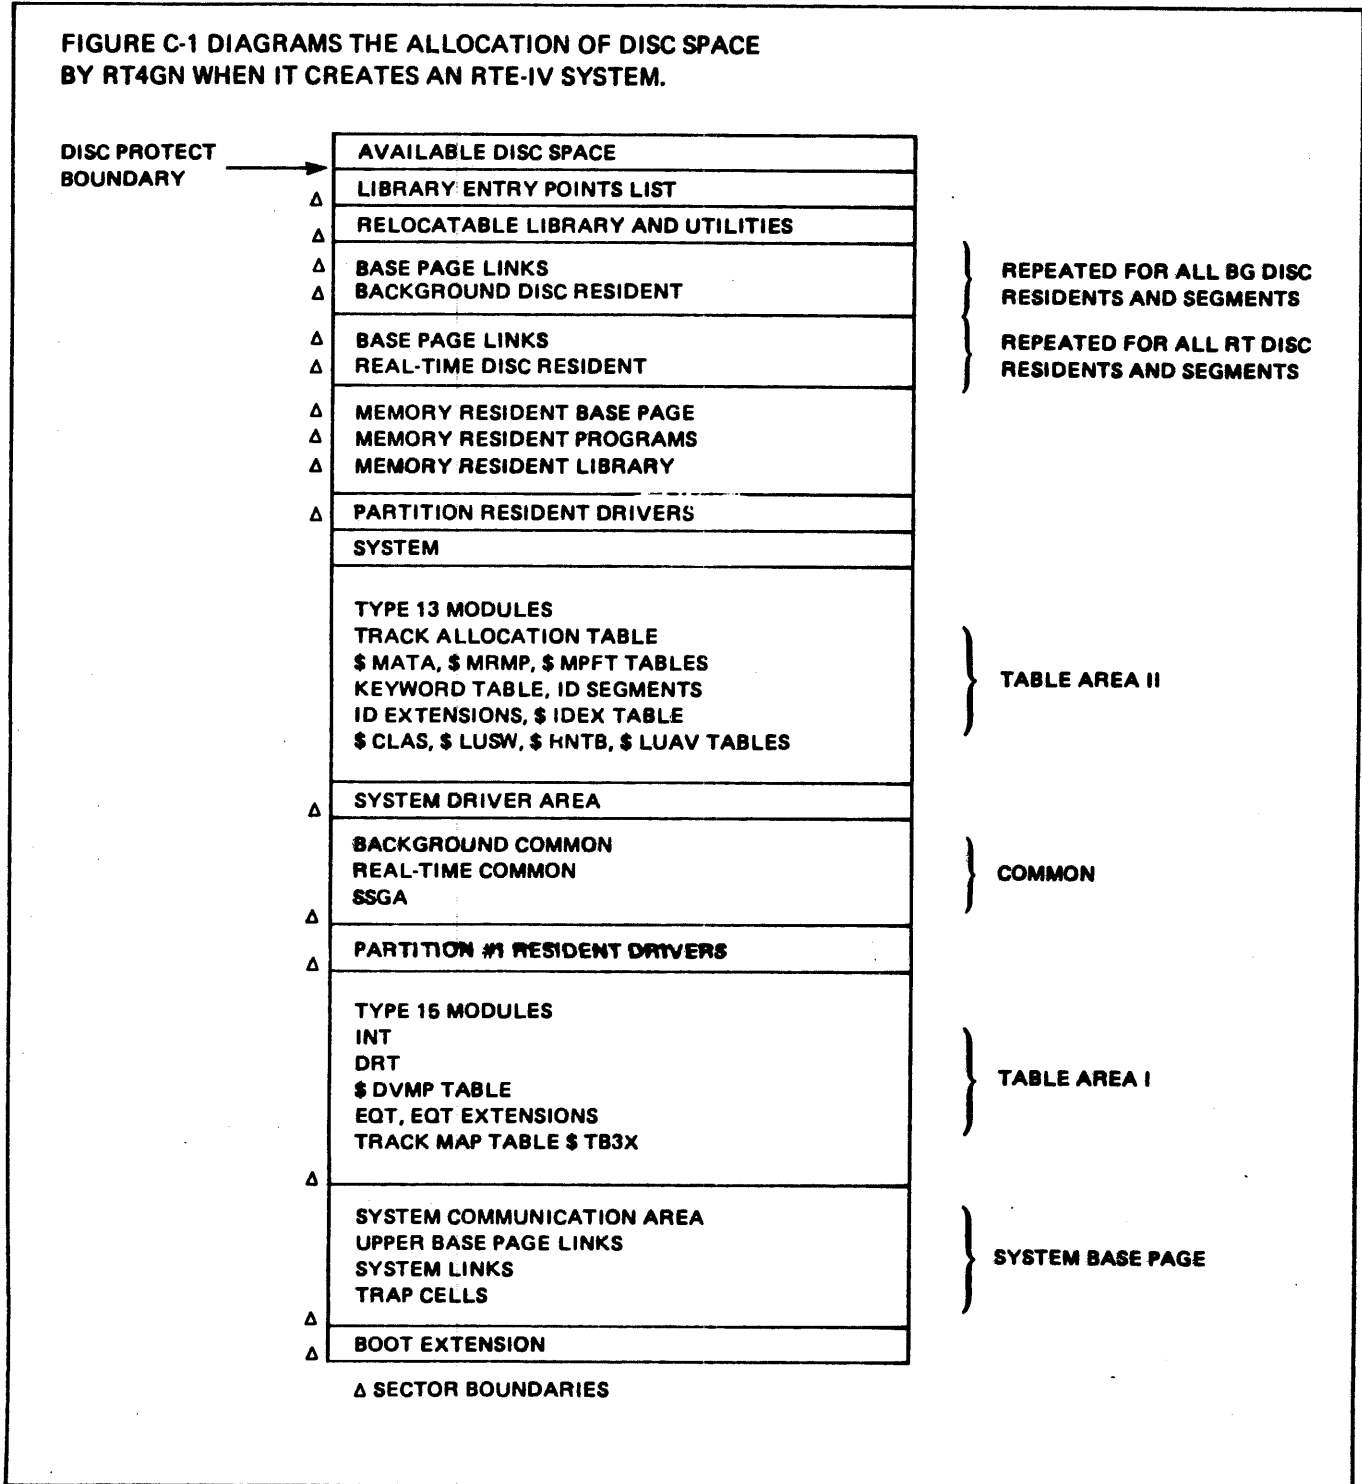 FIGURE C-1 DIAGRAMS THE ALLOCATION OF DISC SPACE
BY RT4GN WHEN IT CREATES AN RTE-IV SYSTEM.
DISC PROTECT
BOUNDARY
AVAILABLE DISC SPACE
Δ LIBRARY ENTRY POINTS LIST
Δ RELOCATABLE LIBRARY AND UTILITIES
Δ BASE PAGE LINKS
Δ BACKGROUND DISC RESIDENT
REPEATED FOR ALL BG DISC
RESIDENTS AND SEGMENTS
Δ BASE PAGE LINKS
Δ REAL-TIME DISC RESIDENT
REPEATED FOR ALL RT DISC
RESIDENTS AND SEGMENTS
Δ MEMORY RESIDENT BASE PAGE
Δ MEMORY RESIDENT PROGRAMS
Δ MEMORY RESIDENT LIBRARY
Δ PARTITION RESIDENT DRIVERS
SYSTEM
TYPE 13 MODULES
TRACK ALLOCATION TABLE
$ MATA, $ MRMP, $ MPFT TABLES
KEYWORD TABLE, ID SEGMENTS
ID EXTENSIONS, $ IDEX TABLE
$ CLAS, $ LUSW, $ RNTB, $ LUAV TABLES
TABLE AREA II
Δ SYSTEM DRIVER AREA
BACKGROUND COMMON
REAL-TIME COMMON
SSGA
Δ
COMMON
Δ PARTITION #1 RESIDENT DRIVERS
TYPE 15 MODULES
INT
DRT
$ DVMP TABLE
EQT, EQT EXTENSIONS
TRACK MAP TABLE $ TB3X
Δ
TABLE AREA I
SYSTEM COMMUNICATION AREA
UPPER BASE PAGE LINKS
SYSTEM LINKS
TRAP CELLS
Δ
SYSTEM BASE PAGE
Δ BOOT EXTENSION
Δ SECTOR BOUNDARIES